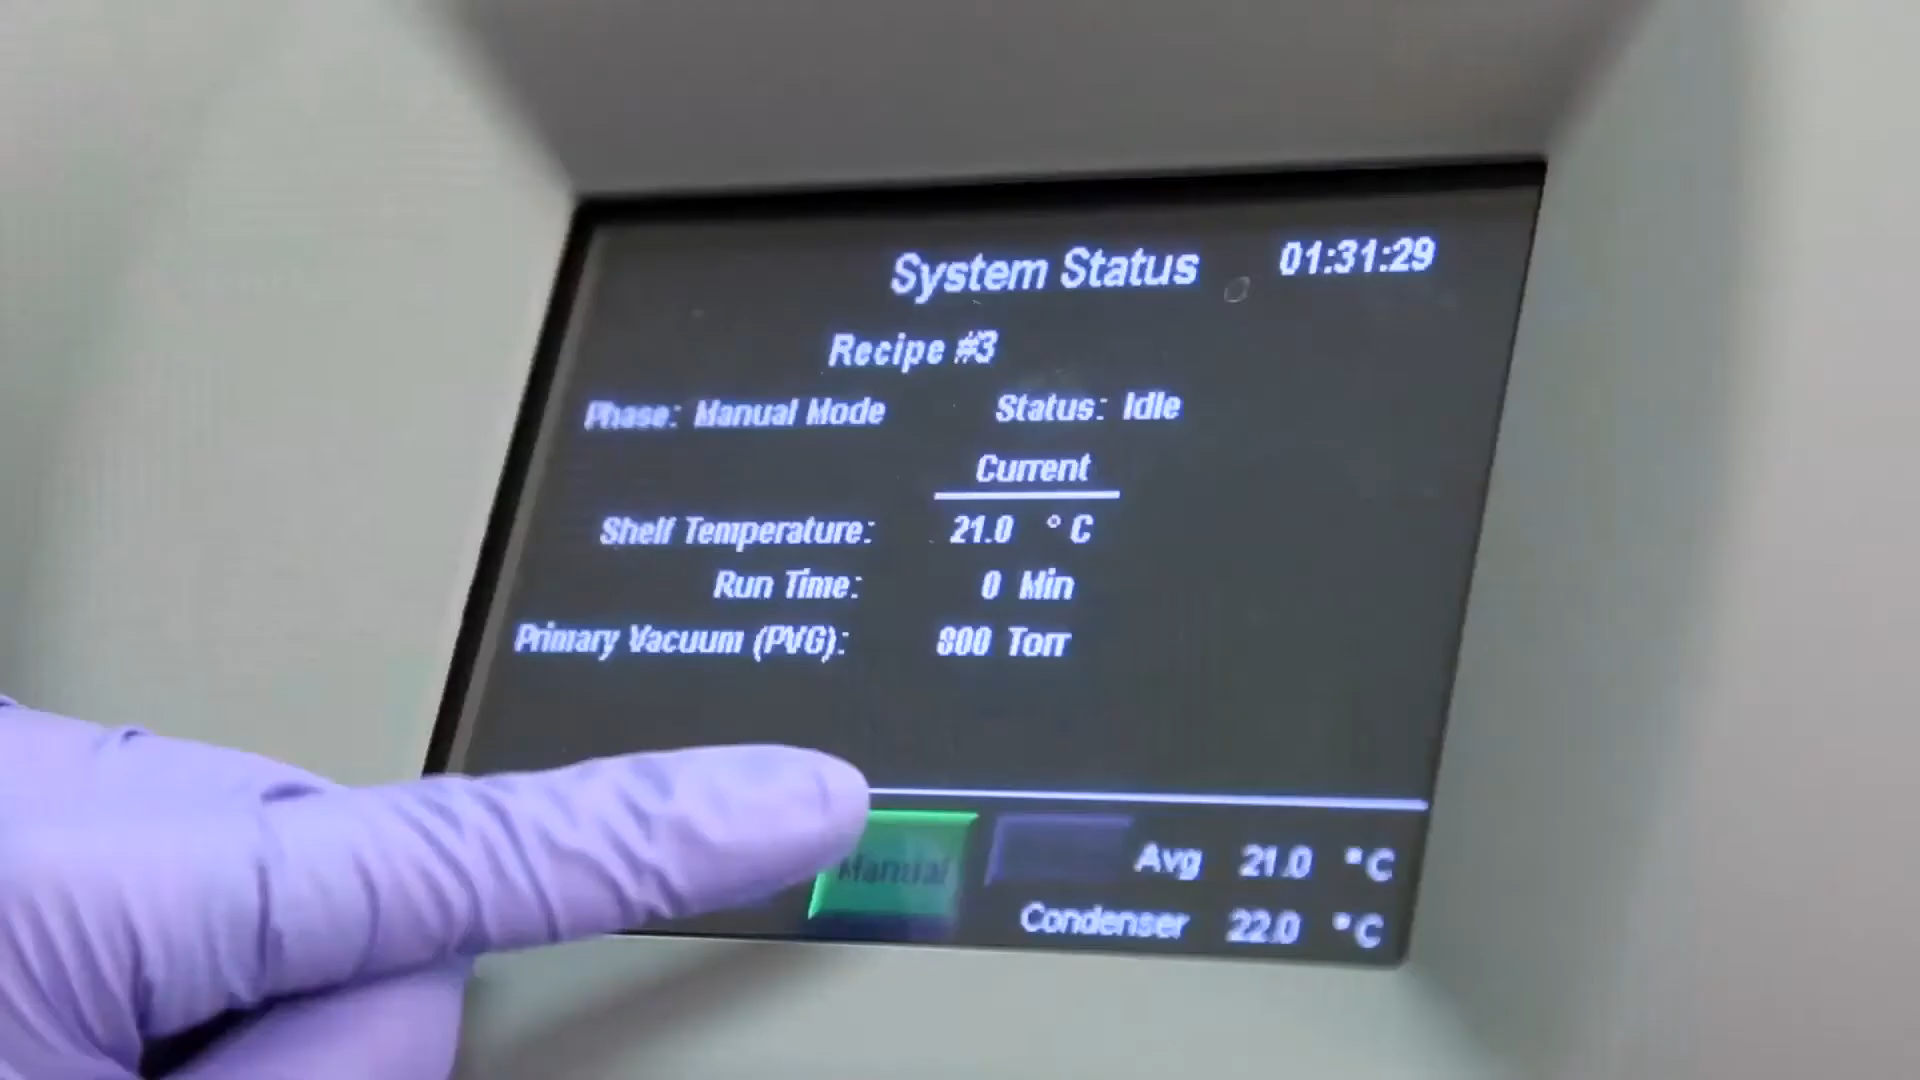 System Status 01:31:29
Recipe #3
Phase: Manual Mode Status: Idle
Current
Shelf Temperature: 21.0 ° C
Run Time: 0 Min
Primary Vacuum (PVG): 800 Torr
Manual
Avg 21.0 °C
Condenser 22.0 °C